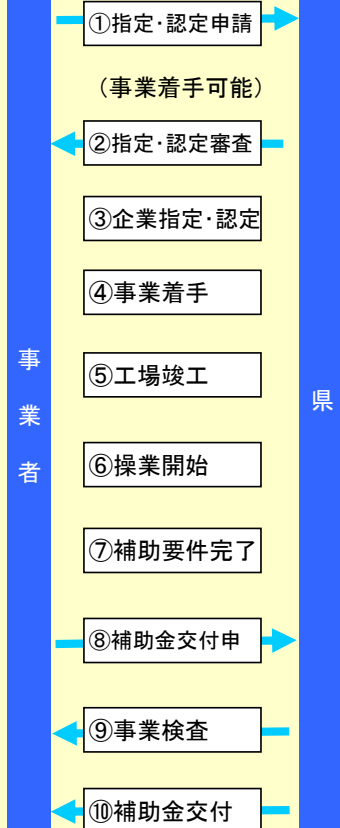 ①指定･認定申請
（事業着手可能）
②指定･認定審査
③企業指定･認定
④事業着手
⑤工場竣工
⑥操業開始
⑦補助要件完了
⑧補助金交付申
⑨事業検査
⑩補助金交付
事業者
県